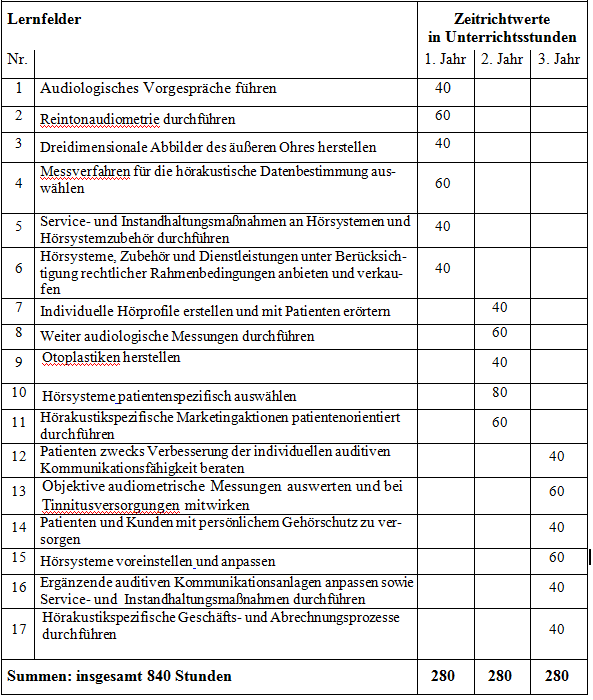 Lernfelder Zeitrichtwerte
in Unterrichtsstunden
Nr. 1. Jahr 2. Jahr 3. Jahr
1 Audiologisches Vorgespräche führen 40
2 Reintonaudiometrie durchführen 60
3 Dreidimensionale Abbilder des äußeren Ohres herstellen 40
4 Messverfahren für die hörakustische Datenbestimmung aus-
wählen 60
5 Service- und Instandhaltungsmaßnahmen an Hörsystemen und
Hörsystemzubehör durchführen 40
6 Hörsysteme, Zubehör und Dienstleistungen unter Berücksich-
tigung rechtlicher Rahmenbedingungen anbieten und verkau-
fen 40
7 Individuelle Hörprofile erstellen und mit Patienten erörtern 40
8 Weiter audiologische Messungen durchführen 60
9 Otoplastiken herstellen 40
10 Hörsysteme patientenspezifisch auswählen 80
11 Hörakustikspezifische Marketingaktionen patientenorientiert
durchführen 60
12 Patienten zwecks Verbesserung der individuellen auditiven
Kommunikationsfähigkeit beraten 40
13 Objektive audiometrische Messungen auswerten und bei
Tinnitusversorgungen mitwirken 60
14 Patienten und Kunden mit persönlichem Gehörschutz zu ver-
sorgen 40
15 Hörsysteme voreinstellen und anpassen 60
16 Ergänzende auditiven Kommunikationsanlagen anpassen sowie
Service- und Instandhaltungsmaßnahmen durchführen 40
17 Hörakustikspezifische Geschäfts- und Abrechnungsprozesse
durchführen 40
Summen: insgesamt 840 Stunden 280 280 280